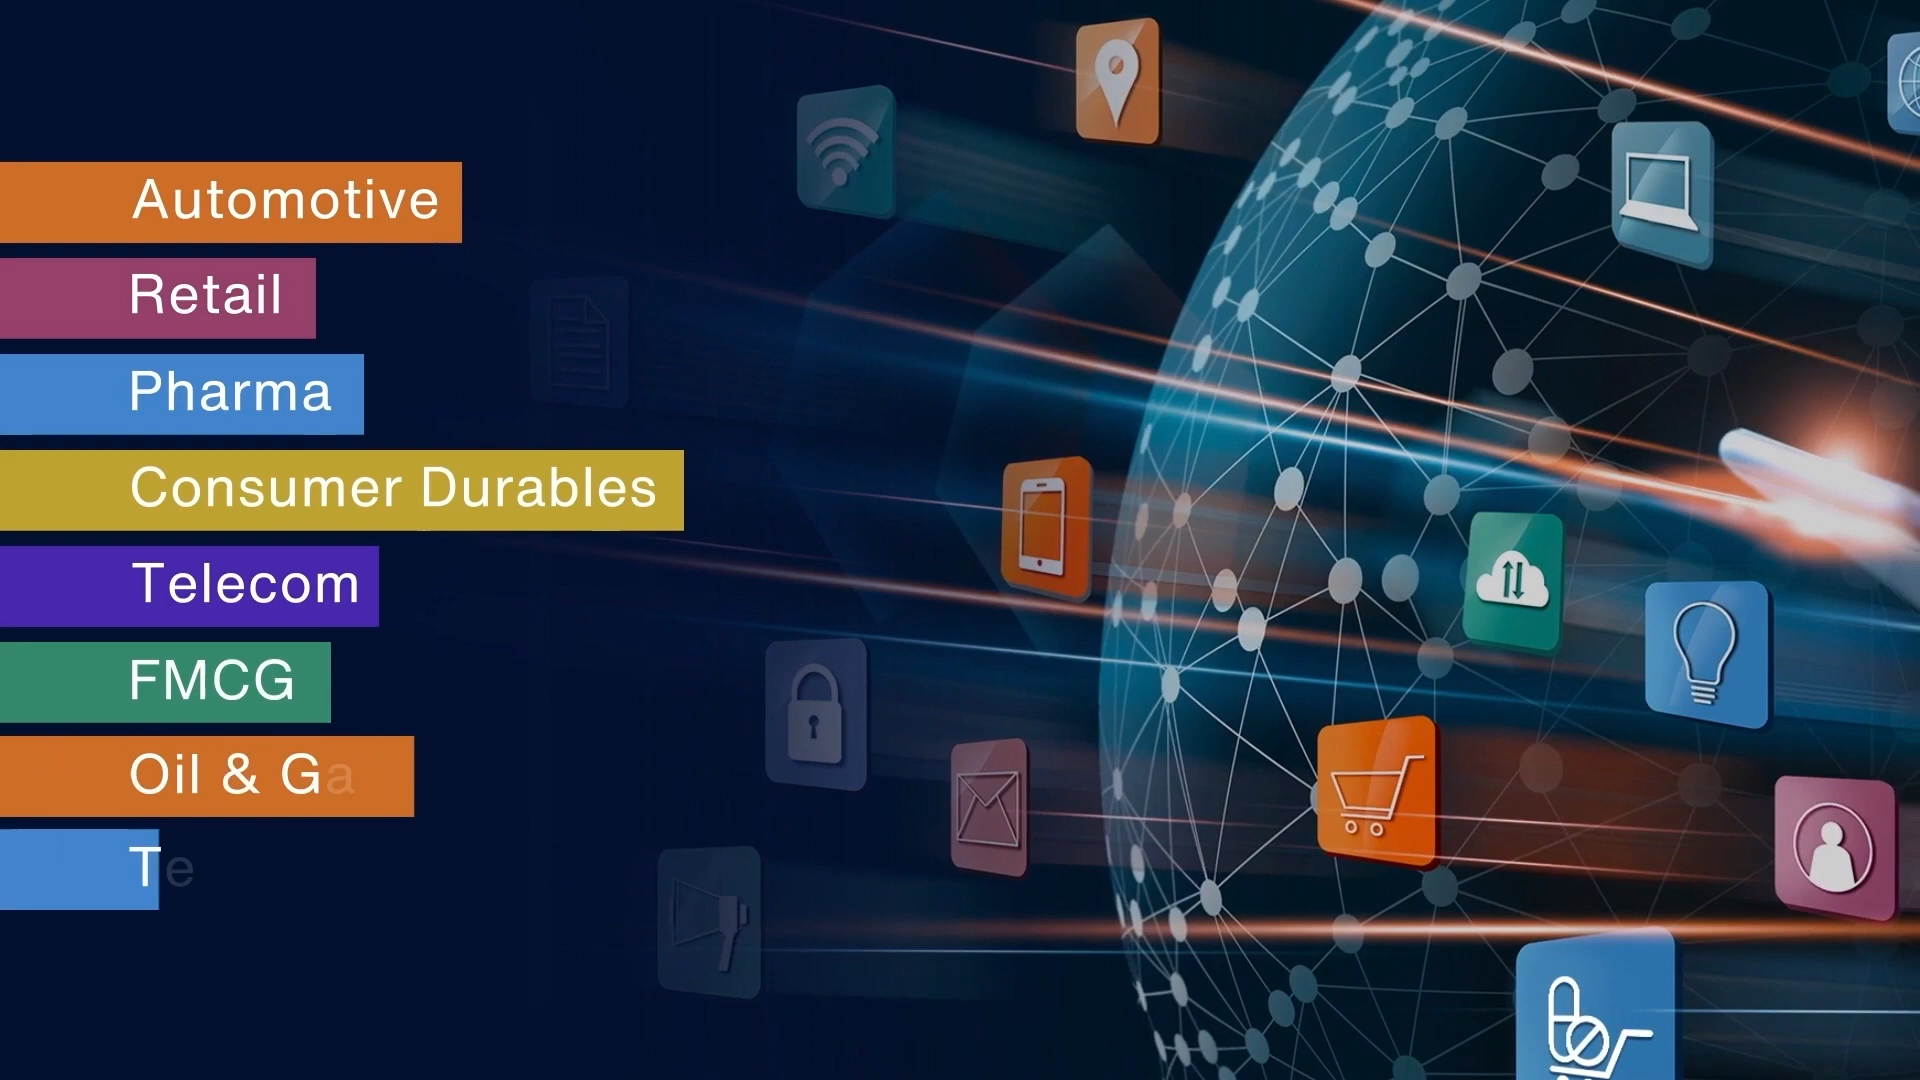 Automotive
Retail
Pharma
Consumer Durables
Telecom
FMCG
Oil & Ga
Te